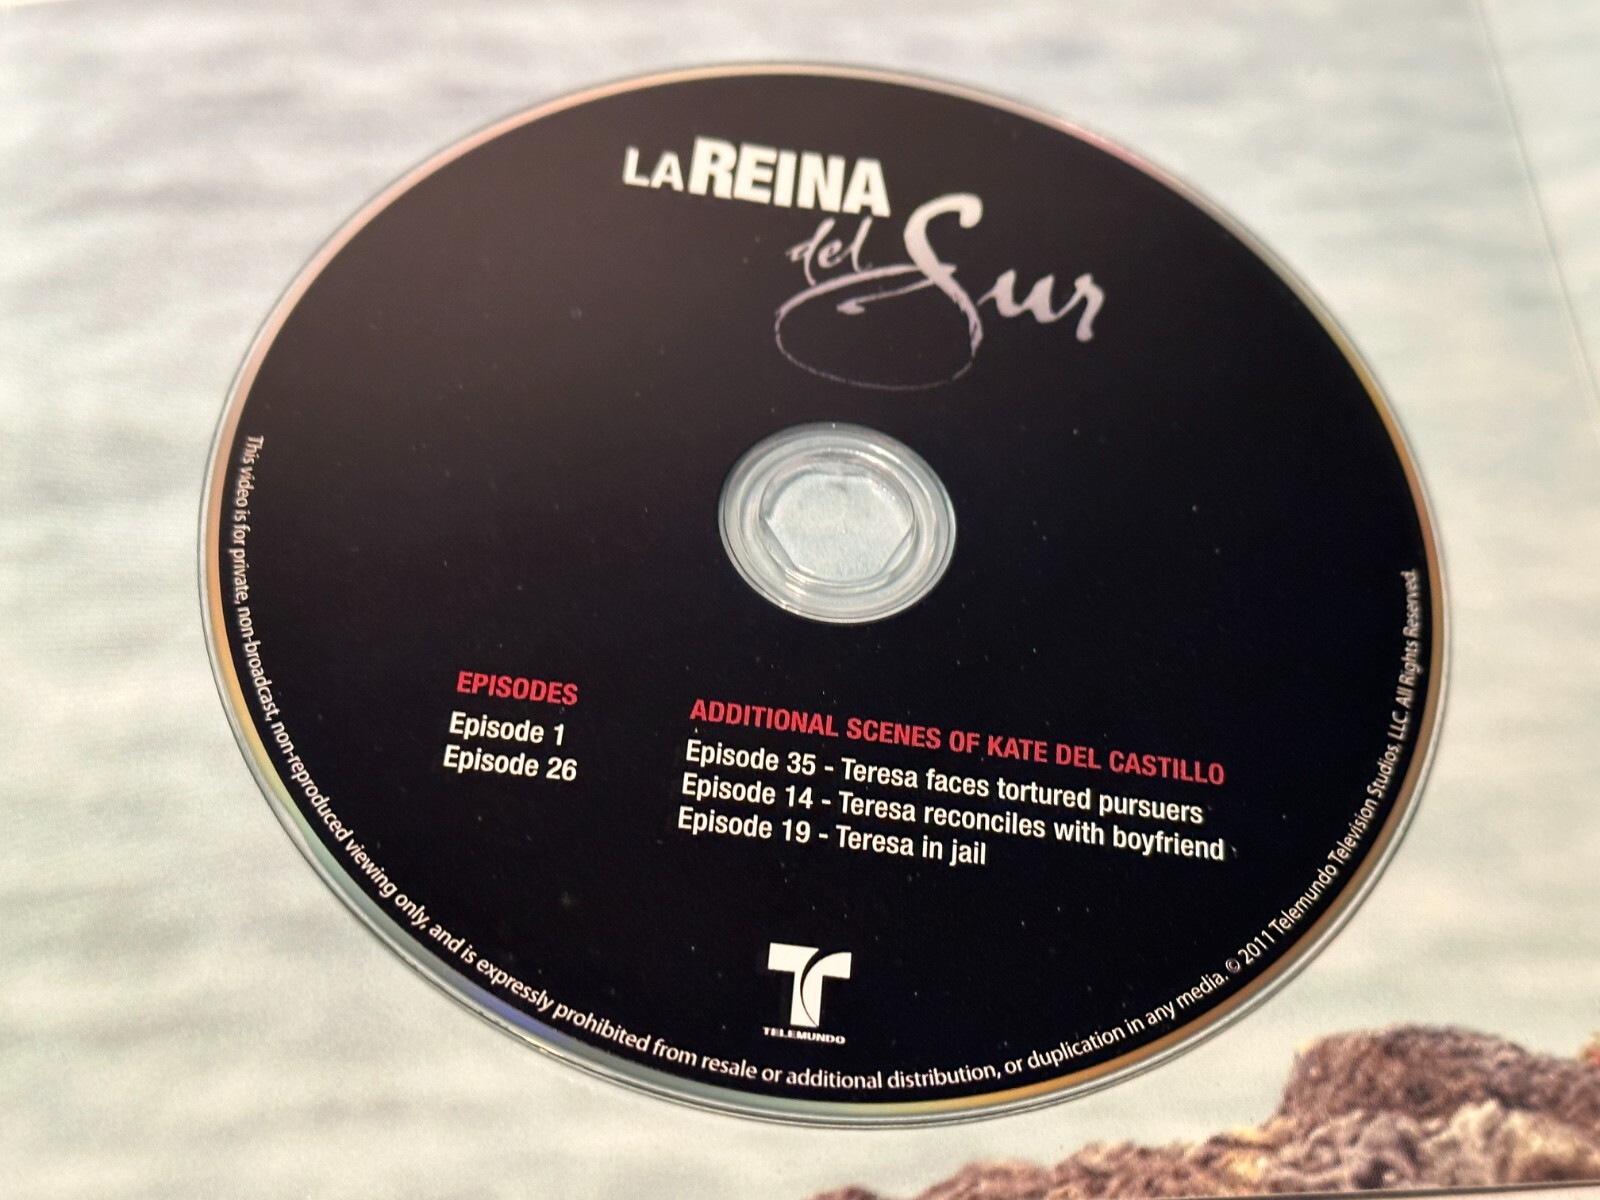 LA REINA
del Sur
EPISODES
Episode 1
Episode 26
ADDITIONAL SCENES OF KATE DEL CASTILLO
Episode 35 - Teresa faces tortured pursuers
Episode 14 - Teresa reconciles with boyfriend
Episode 19 - Teresa in jail
TELEMUNDO
This video is for private, non-broadcast, non-reproduced viewing only, and is expressly prohibited from resale or additional distribution, or duplication in any media. © 2011 Telemundo Television Studios, LLC. All Rights Reserved.